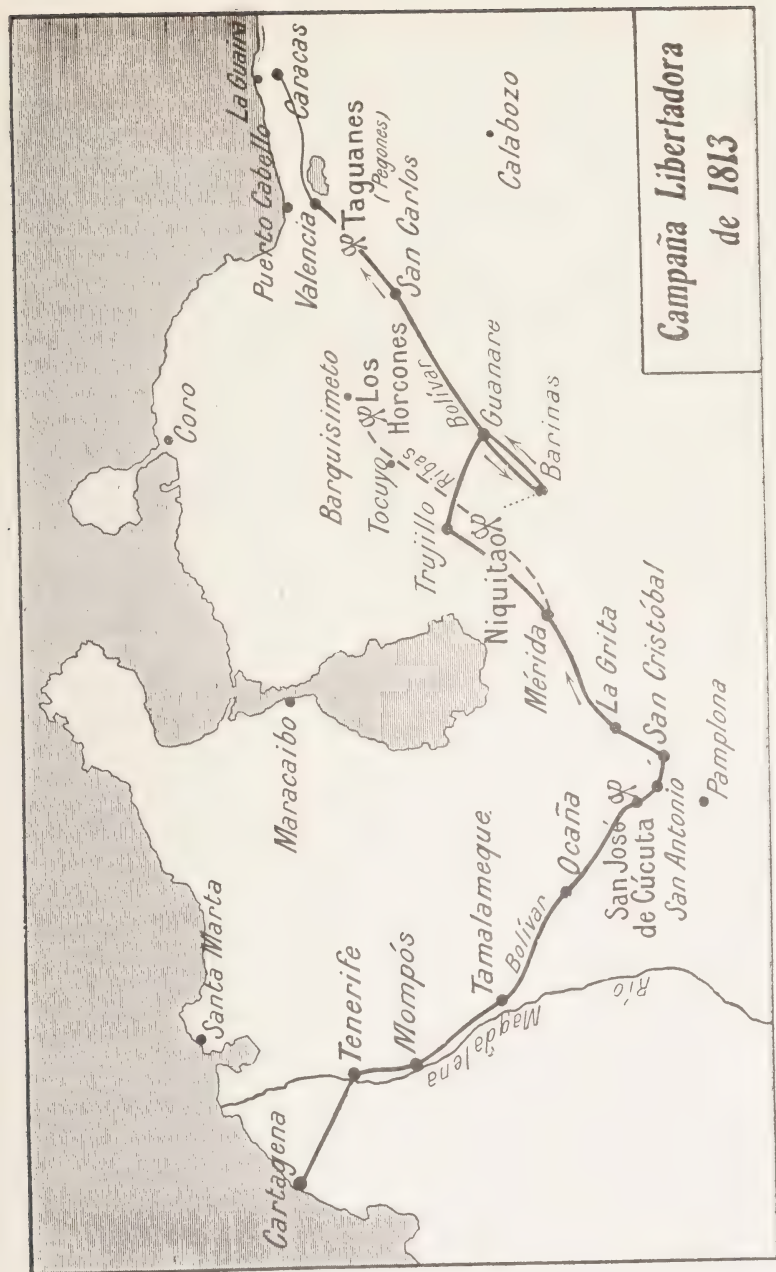 Campaña Libertadora
de 1813
Cartagena
Santa Marta
Tenerife
Mompós
Tamalameque
Bolívar
Magdalena
Río
Ocaña
San José
de Cúcuta
San Antonio
San Cristóbal
Pamplona
La Grita
Mérida
Maracaibo
Niquitao
Trujillo
Ribas
Tocuyo
Barquisimeto
Los
Horcones
Coro
Bolívar
Guanare
Barinas
San Carlos
Taguanes
(Pegones)
Valencia
Puerto Cabello
La Guaira
Caracas
Calabozo